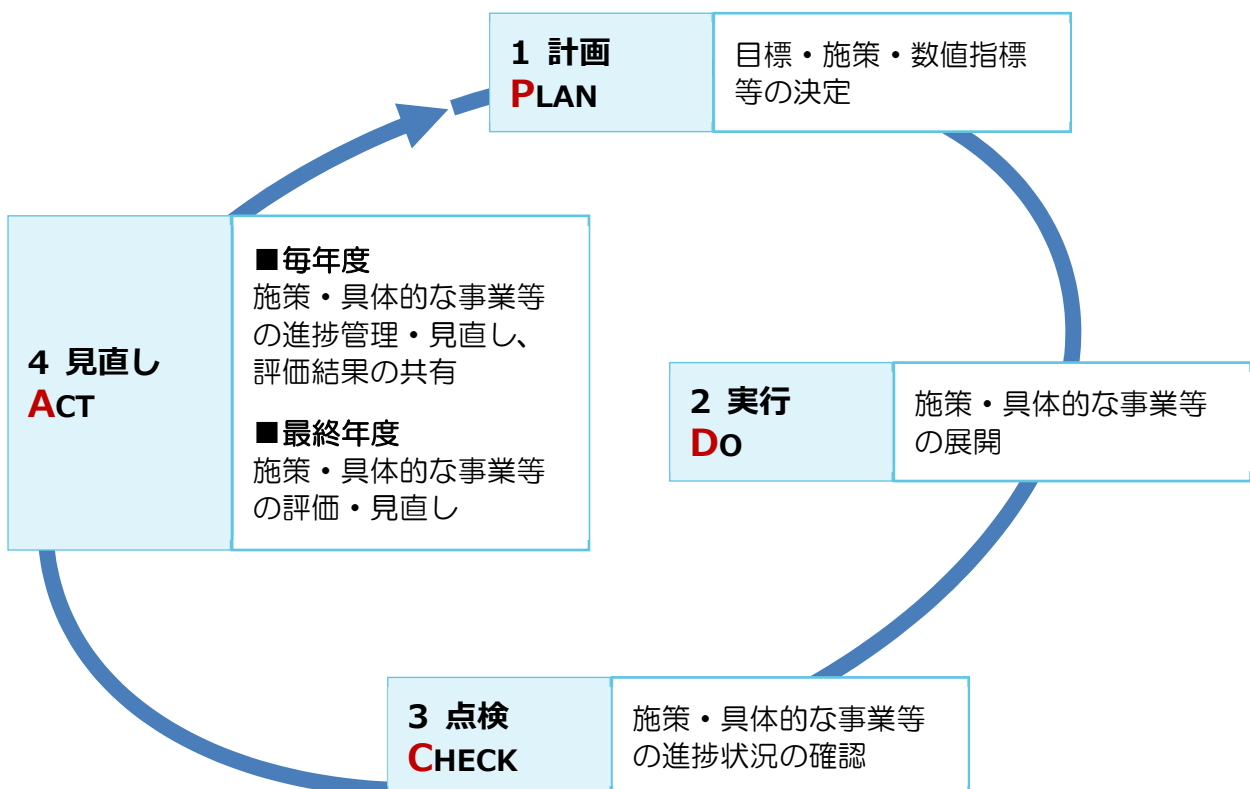 1 計画
PLAN
目標・施策・数値指標
等の決定
2 実行
DO
施策・具体的な事業等
の展開
3 点検
CHECK
施策・具体的な事業等
の進捗状況の確認
4 見直し
ACT
■毎年度
施策・具体的な事業等
の進捗管理・見直し、
評価結果の共有
■最終年度
施策・具体的な事業等
の評価・見直し